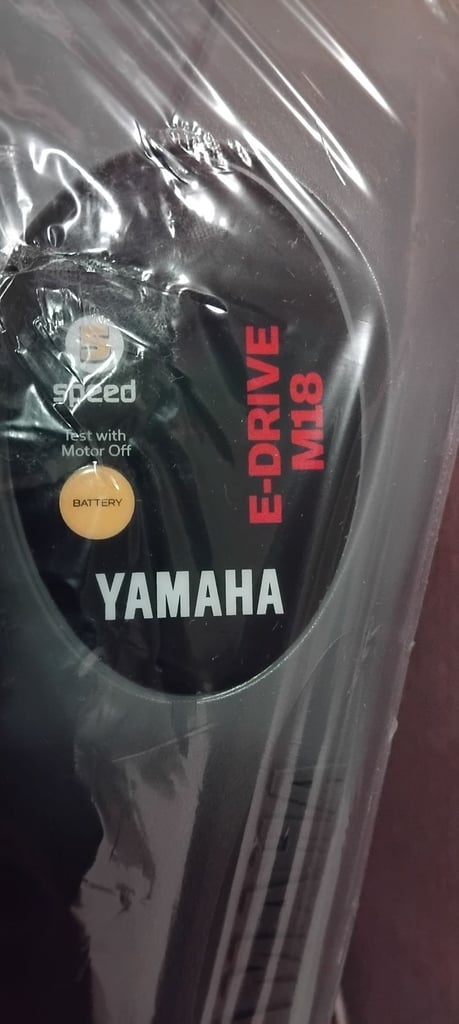 S
speed
Test with
Motor Off
BATTERY
E-DRIVE
M18
YAMAHA